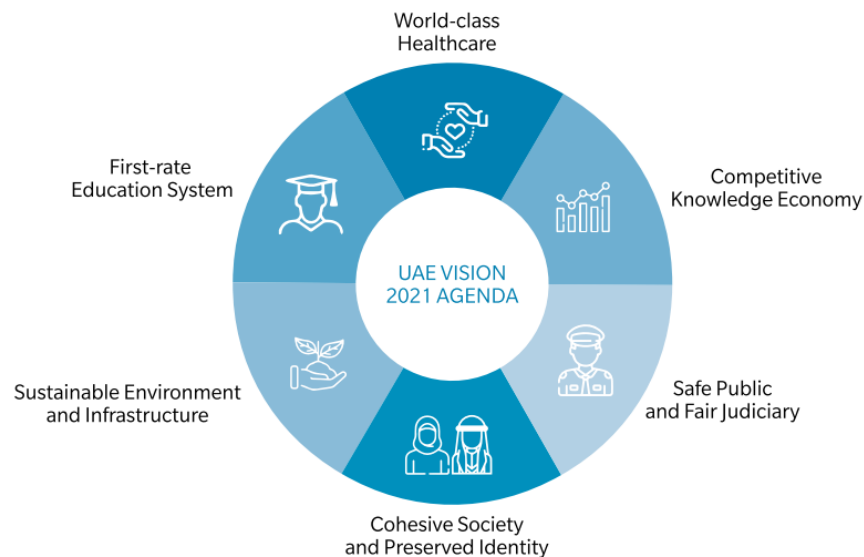 World-class
Healthcare
Competitive
Knowledge Economy
Safe Public
and Fair Judiciary
Cohesive Society
and Preserved Identity
Sustainable Environment
and Infrastructure
First-rate
Education System
UAE VISION
2021 AGENDA